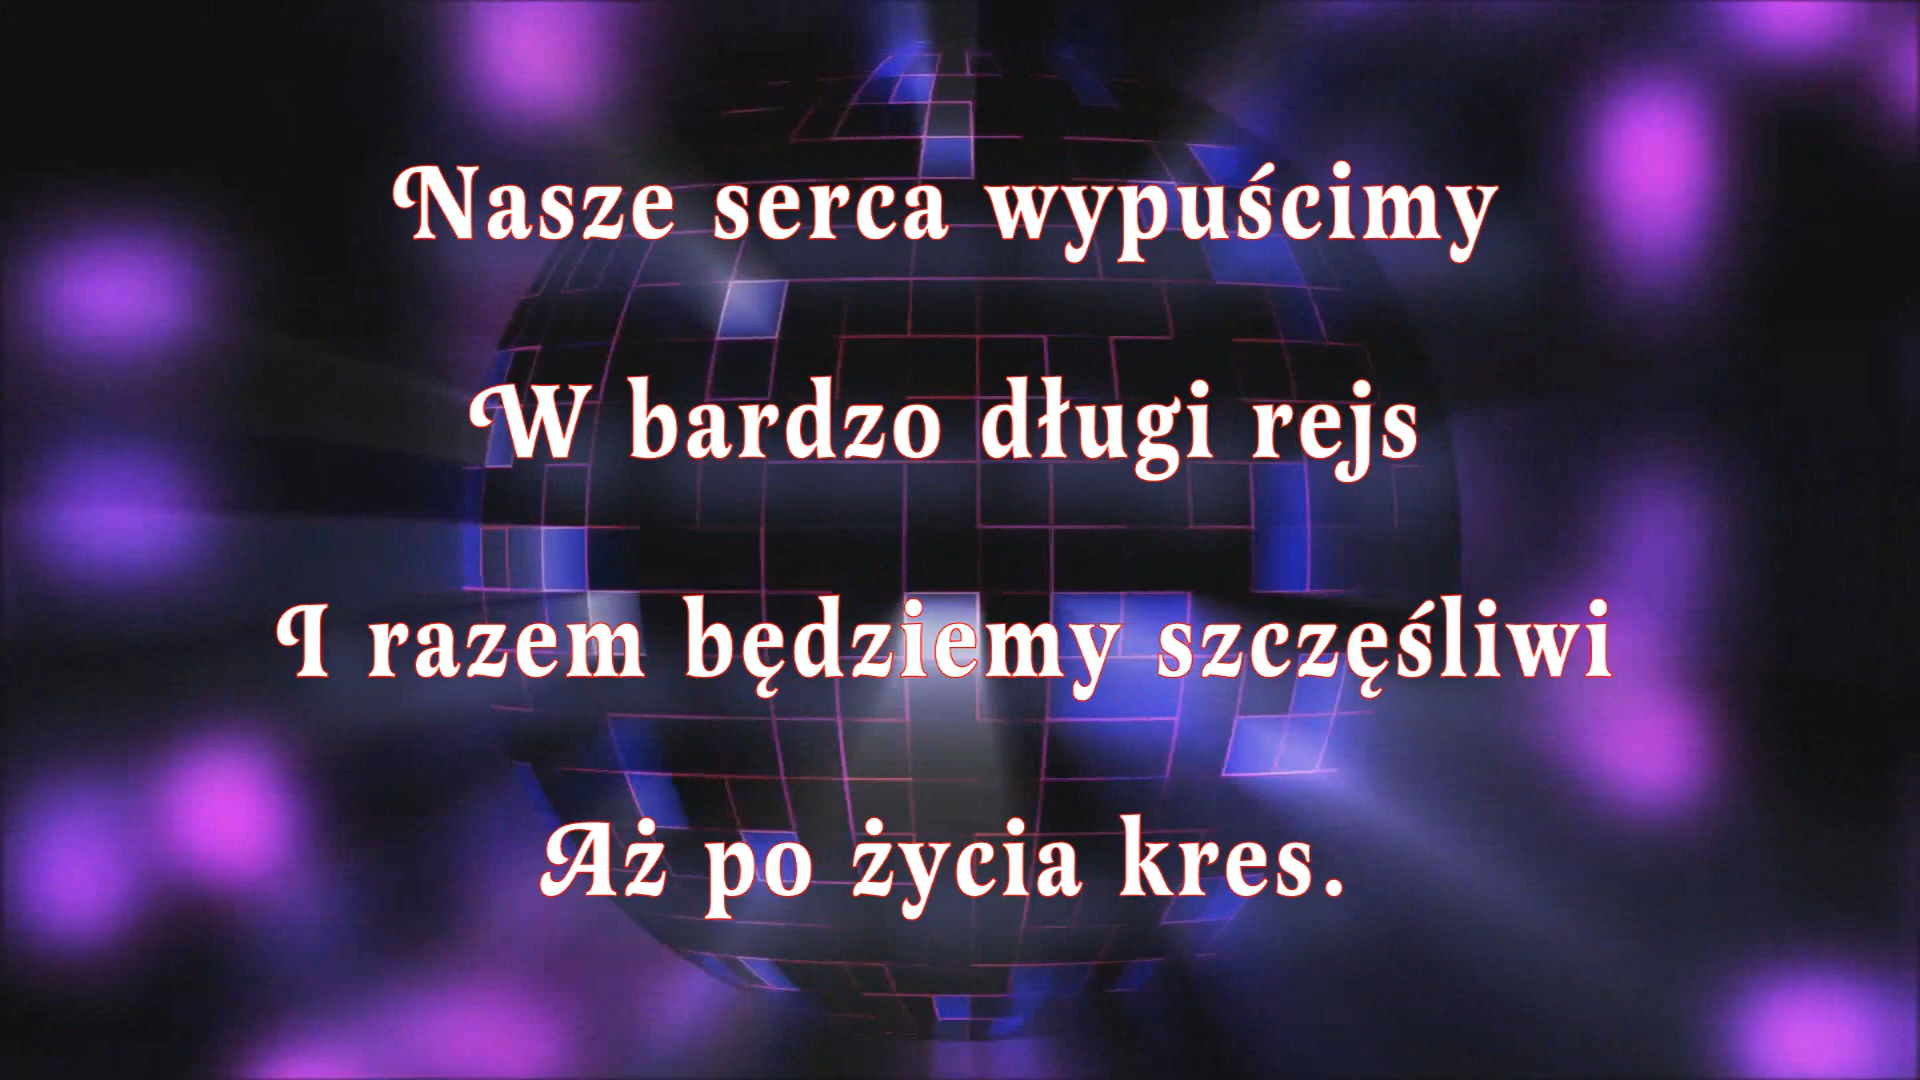 Nasze serca wypuścimy
W bardzo długi rejs
I razem będziemy szczęśliwi
Aż po życia kres.